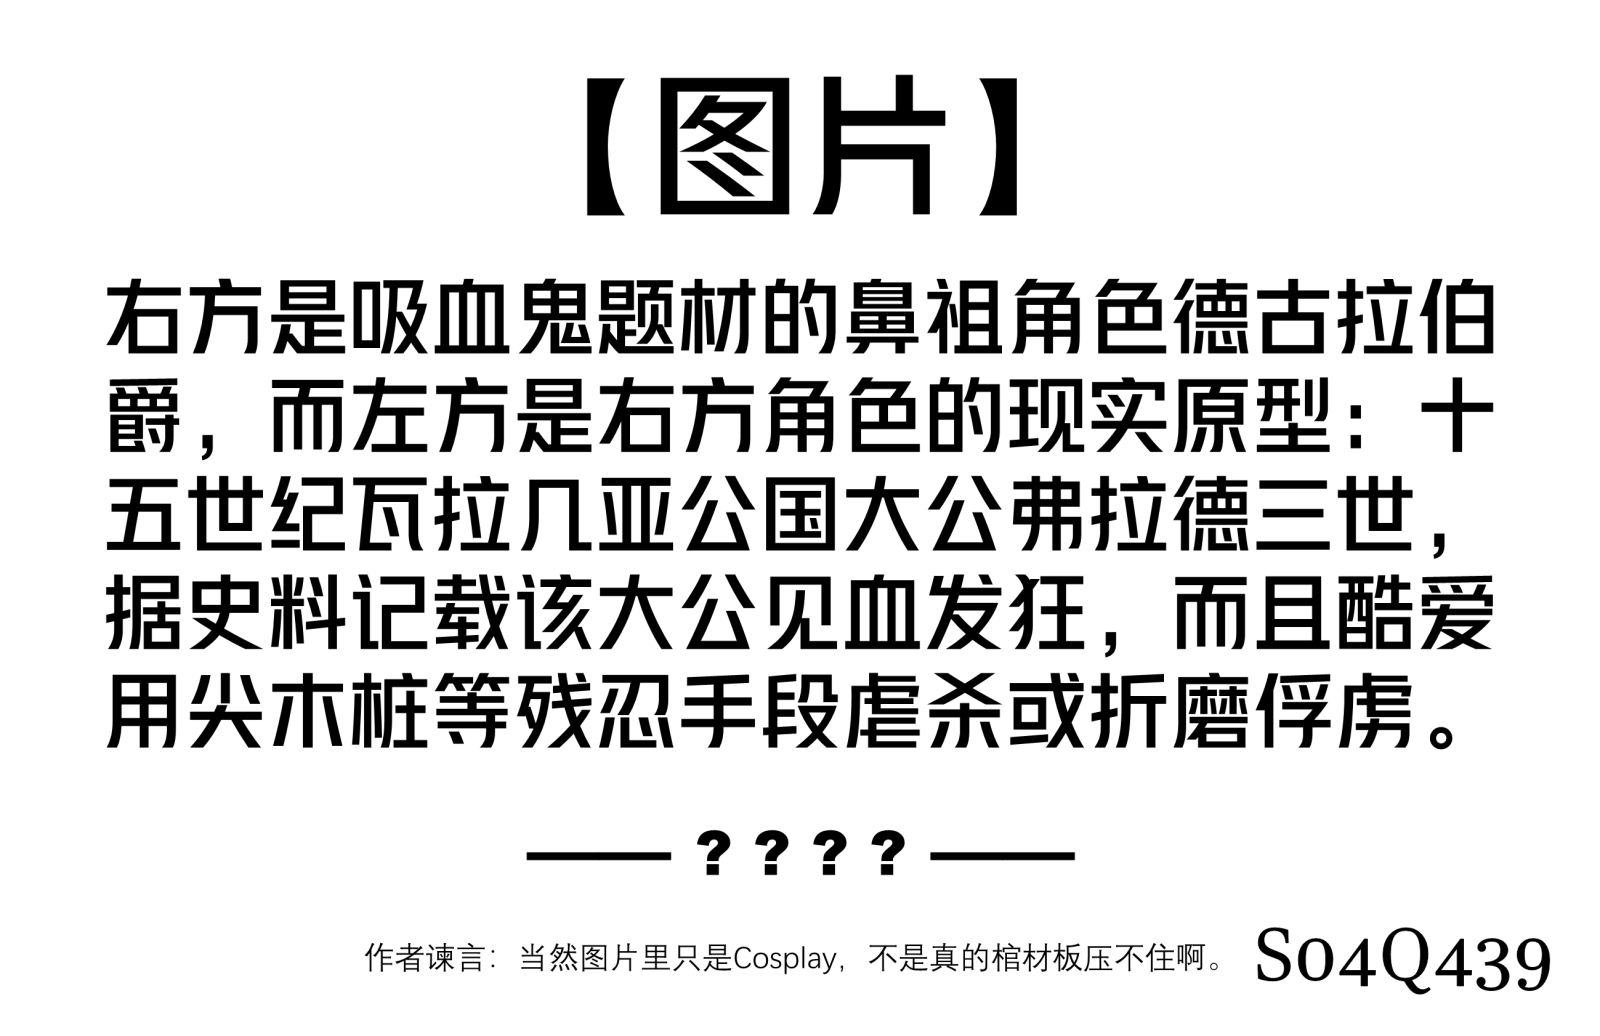 【图片】
右方是吸血鬼题材的鼻祖角色德古拉伯
爵，而左方是右方角色的现实原型：十
五世纪瓦拉几亚公国大公弗拉德三世，
据史料记载该大公见血发狂，而且酷爱
用尖木桩等残忍手段虐杀或折磨俘虏。
——????——
作者谏言：当然图片里只是Cosplay，不是真的棺材板压不住啊。
S04Q439